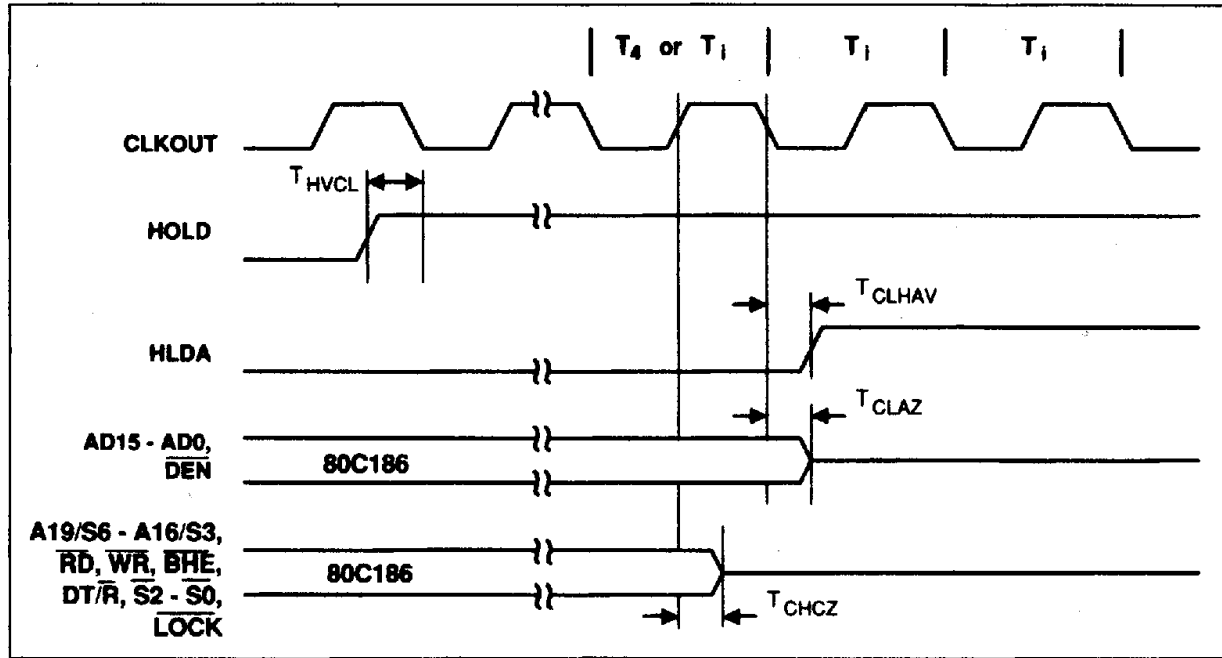 T4 or Ti
Ti
Ti
CLKOUT
THVCL
HOLD
TCLHAV
HLDA
TCLAZ
AD15 - AD0,
DEN
80C186
A19/S6 - A16/S3,
RD, WR, BHE,
DT/R, S2 - S0,
LOCK
80C186
TCHCZ